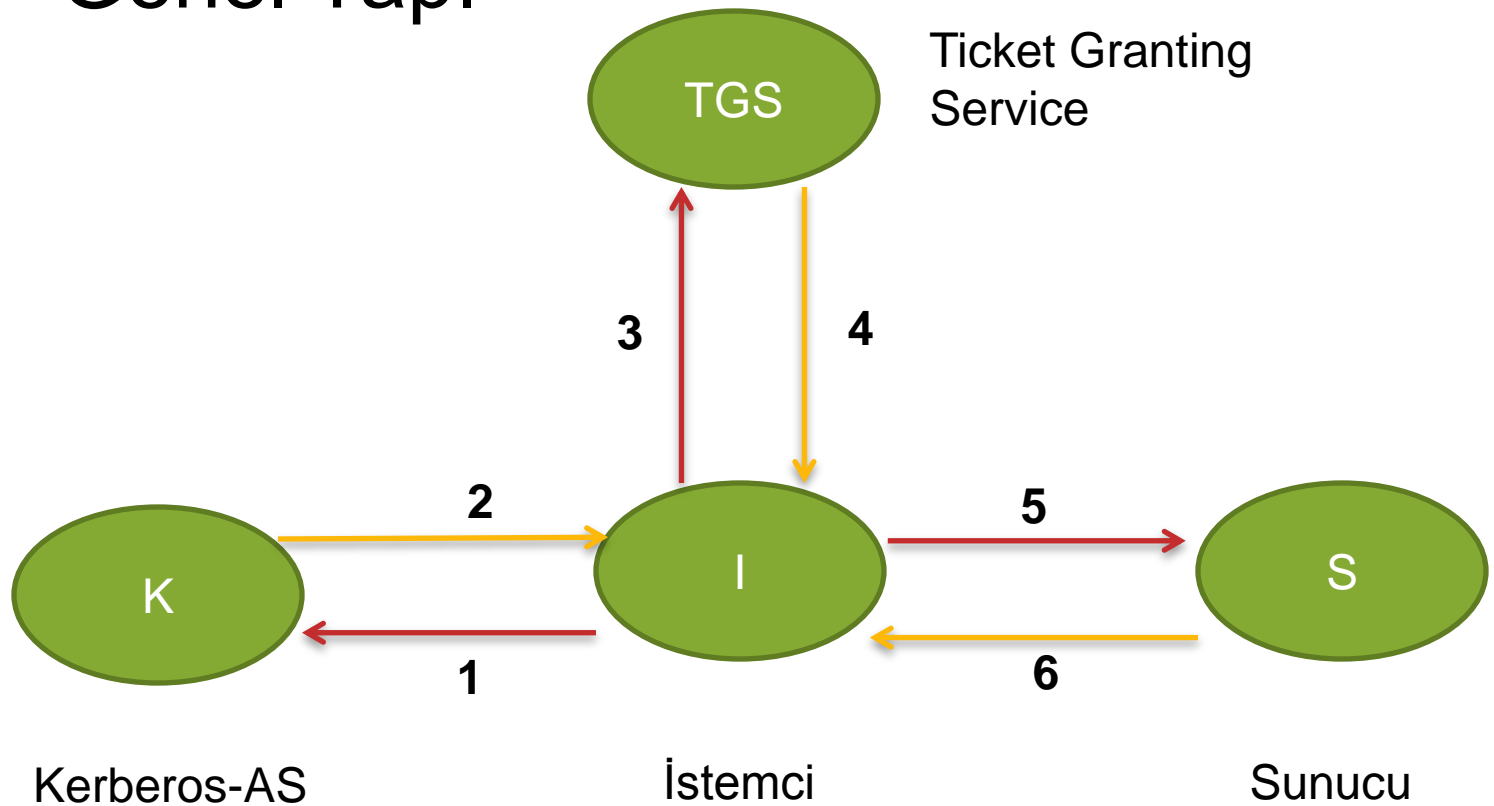 TGS
Ticket Granting
Service
3
4
2
5
K
I
S
1
6
Kerberos-AS
İstemci
Sunucu